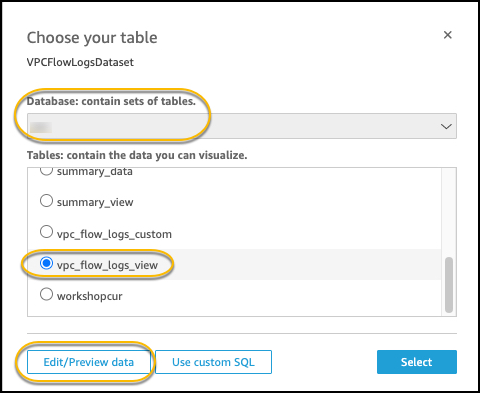 Choose your table
VPCFlowLogsDataset
Database: contain sets of tables.
Tables: contain the data you can visualize.
summary_data
summary_view
vpc_flow_logs_custom
vpc_flow_logs_view
workshopcur
Edit/Preview data
Use custom SQL
Select